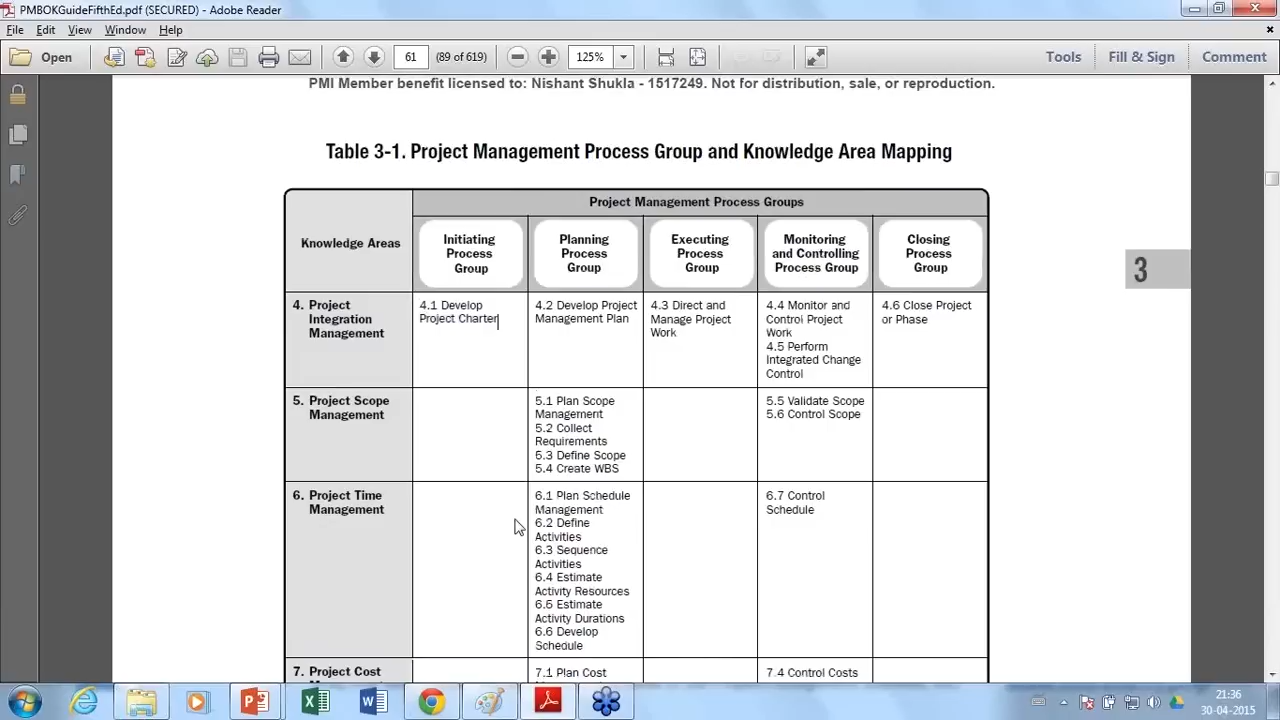 PMBOKGuideFifthEd.pdf (SECURED) - Adobe Reader
File Edit View Window Help
Open 61 (89 of 619) 125% Tools Fill & Sign Comment
PMI Member benefit licensed to: Nishant Shukla - 1517249. Not for distribution, sale, or reproduction.
Table 3-1. Project Management Process Group and Knowledge Area Mapping
3
Knowledge Areas
Project Management Process Groups
Initiating
Process
Group
Planning
Process
Group
Executing
Process
Group
Monitoring
and Controlling
Process Group
Closing
Process
Group
4. Project
Integration
Management
4.1 Develop
Project Charter
4.2 Develop Project
Management Plan
4.3 Direct and
Manage Project
Work
4.4 Monitor and
Control Project
Work
4.5 Perform
Integrated Change
Control
4.6 Close Project
or Phase
5. Project Scope
Management
5.1 Plan Scope
Management
5.2 Collect
Requirements
5.3 Define Scope
5.4 Create WBS
5.5 Validate Scope
5.6 Control Scope
6. Project Time
Management
6.1 Plan Schedule
Management
6.2 Define
Activities
6.3 Sequence
Activities
6.4 Estimate
Activity Resources
6.5 Estimate
Activity Durations
6.6 Develop
Schedule
6.7 Control
Schedule
7. Project Cost
7.1 Plan Cost
7.4 Control Costs
21:36
30-04-2015